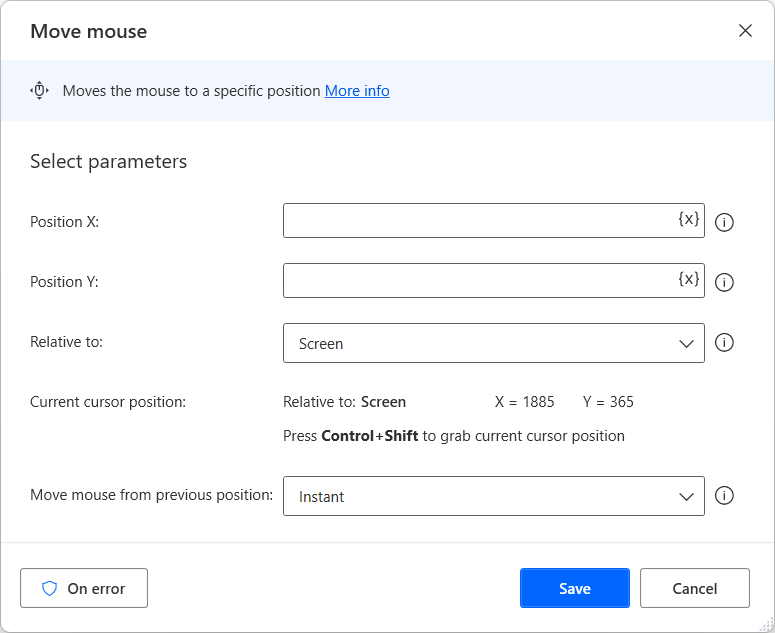 Move mouse
Moves the mouse to a specific position More info
Select parameters
Position X: {x}
Position Y: {x}
Relative to: Screen
Current cursor position: Relative to: Screen X = 1885 Y = 365
Press Control+Shift to grab current cursor position
Move mouse from previous position: Instant
On error Save Cancel